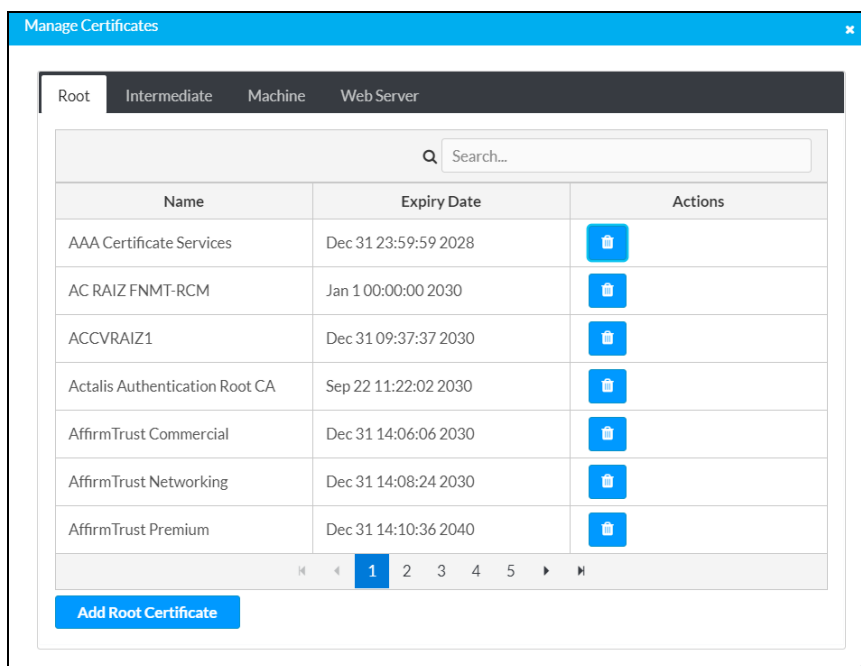 Manage Certificates
Root Intermediate Machine Web Server
Search...
Name Expiry Date Actions
AAA Certificate Services Dec 31 23:59:59 2028
AC RAIZ FNMT-RCM Jan 1 00:00:00 2030
ACCVRAIZ1 Dec 31 09:37:37 2030
Actalis Authentication Root CA Sep 22 11:22:02 2030
AffirmTrust Commercial Dec 31 14:06:06 2030
AffirmTrust Networking Dec 31 14:08:24 2030
AffirmTrust Premium Dec 31 14:10:36 2040
1 2 3 4 5
Add Root Certificate